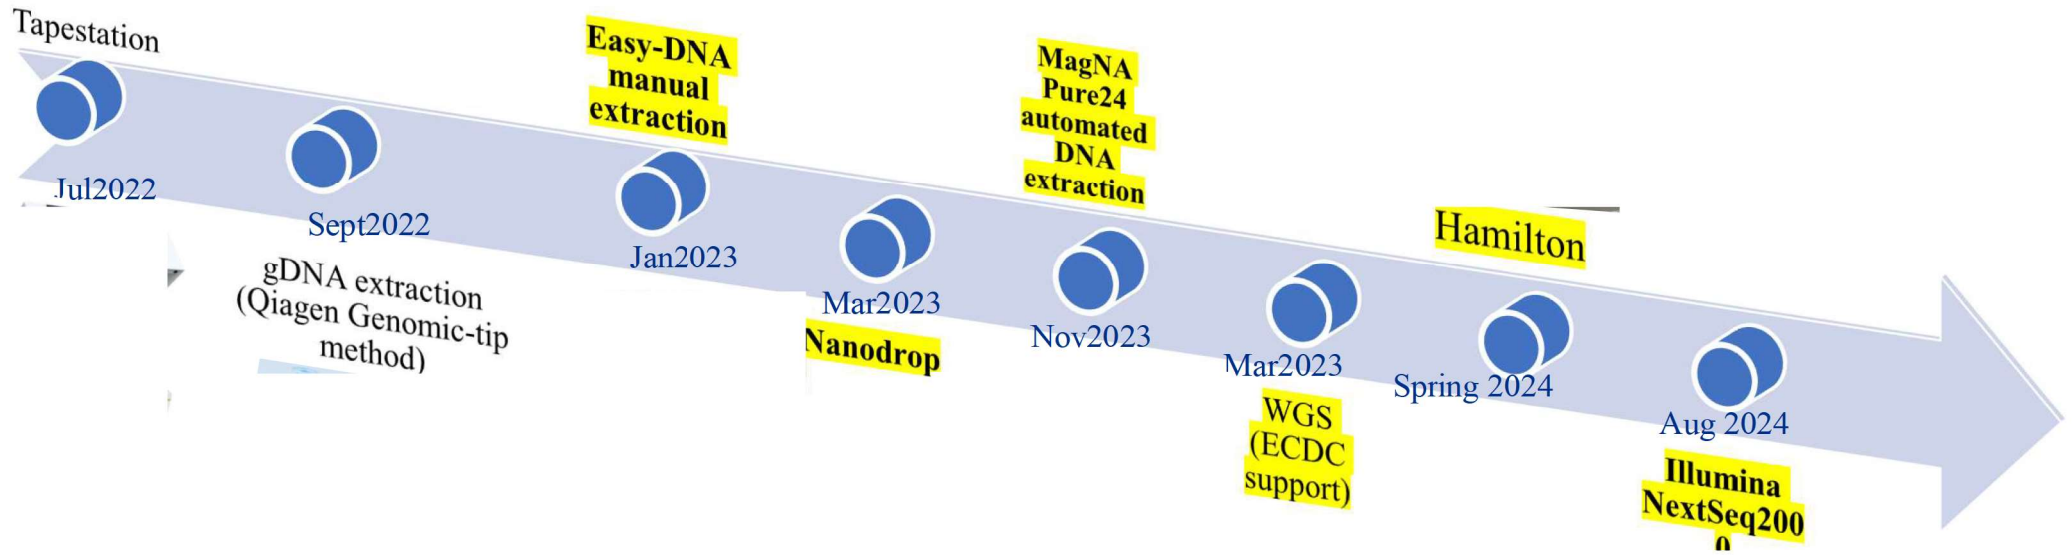 Tapestation
Jul2022
Sept2022
gDNA extraction
(Qiagen Genomic-tip
method)
Easy-DNA
manual
extraction
Jan2023
Mar2023
Nanodrop
MagNA
Pure24
automated
DNA
extraction
Nov2023
Mar2023
WGS
(ECDC
support)
Hamilton
Spring 2024
Aug 2024
Illumina
NextSeq200
0